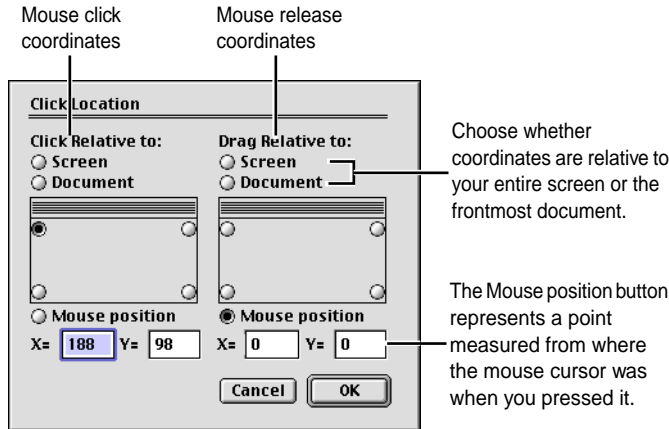 Mouse click
coordinates
Mouse release
coordinates
Click Location
Click Relative to:
Screen
Document
Mouse position
X= 188 Y= 98
Drag Relative to:
Screen
Document
Mouse position
X= 0 Y= 0
Cancel
OK
Choose whether
coordinates are relative to
your entire screen or the
frontmost document.
The Mouse position button
represents a point
measured from where
the mouse cursor was
when you pressed it.